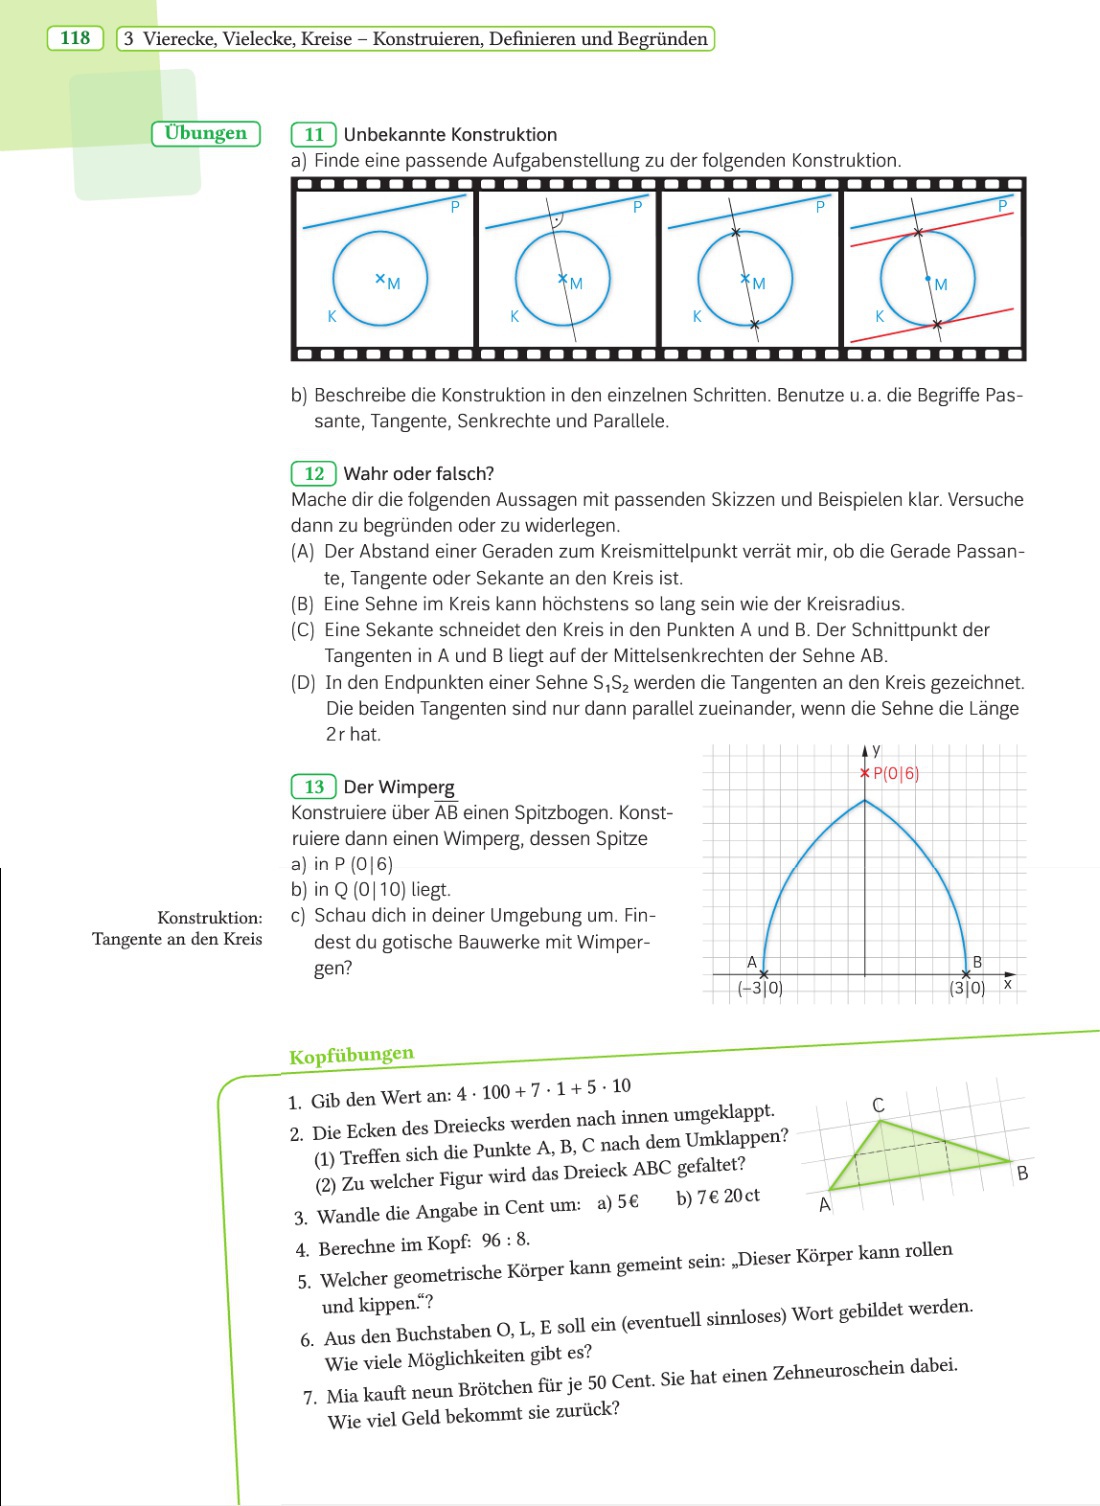 118 3 Vierecke, Vielecke, Kreise – Konstruieren, Definieren und Begründen
Übungen
11 Unbekannte Konstruktion
a) Finde eine passende Aufgabenstellung zu der folgenden Konstruktion.
P P P P
M M M M
K K K K
b) Beschreibe die Konstruktion in den einzelnen Schritten. Benutze u. a. die Begriffe Pas-
sante, Tangente, Senkrechte und Parallele.
12 Wahr oder falsch?
Mache dir die folgenden Aussagen mit passenden Skizzen und Beispielen klar. Versuche
dann zu begründen oder zu widerlegen.
(A) Der Abstand einer Geraden zum Kreismittelpunkt verrät mir, ob die Gerade Passan-
te, Tangente oder Sekante an den Kreis ist.
(B) Eine Sehne im Kreis kann höchstens so lang sein wie der Kreisradius.
(C) Eine Sekante schneidet den Kreis in den Punkten A und B. Der Schnittpunkt der
Tangenten in A und B liegt auf der Mittelsenkrechten der Sehne AB.
(D) In den Endpunkten einer Sehne S₁S₂ werden die Tangenten an den Kreis gezeichnet.
Die beiden Tangenten sind nur dann parallel zueinander, wenn die Sehne die Länge
2 r hat.
13 Der Wimperg
Konstruiere über A̅B̅ einen Spitzbogen. Konst-
ruiere dann einen Wimperg, dessen Spitze
a) in P (0|6)
b) in Q (0|10) liegt.
c) Schau dich in deiner Umgebung um. Fin-
dest du gotische Bauwerke mit Wimper-
gen?
Konstruktion:
Tangente an den Kreis
y
P(0|6)
A B
(−3|0) (3|0) x
Kopfübungen
1. Gib den Wert an: 4 · 100 + 7 · 1 + 5 · 10
2. Die Ecken des Dreiecks werden nach innen umgeklappt.
(1) Treffen sich die Punkte A, B, C nach dem Umklappen?
(2) Zu welcher Figur wird das Dreieck ABC gefaltet?
C
B
A
3. Wandle die Angabe in Cent um: a) 5 € b) 7 € 20 ct
4. Berechne im Kopf: 96 : 8.
5. Welcher geometrische Körper kann gemeint sein: „Dieser Körper kann rollen
und kippen.“?
6. Aus den Buchstaben O, L, E soll ein (eventuell sinnloses) Wort gebildet werden.
Wie viele Möglichkeiten gibt es?
7. Mia kauft neun Brötchen für je 50 Cent. Sie hat einen Zehneuroschein dabei.
Wie viel Geld bekommt sie zurück?